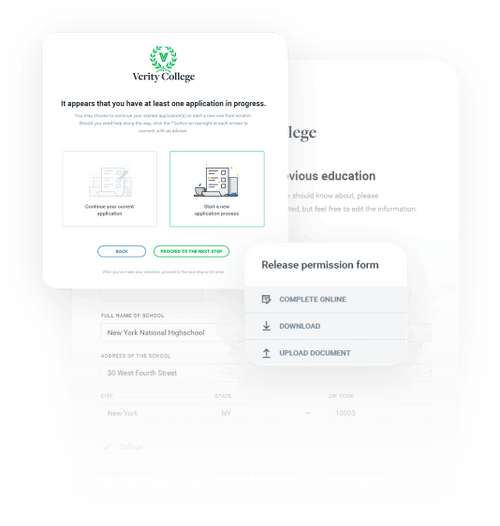 Verity College
It appears that you have at least one application in progress.
You may choose to continue your started application(s) or start a new one from scratch.
Should you need help along the way, click the ? button on top right at each screen to
connect with an advisor.
Continue your current
application
Start a new
application process
BACK
PROCEED TO THE NEXT STEP
After you've made your selection, proceed to the next step or hit enter
lege
evious education
should know about, please
ted, but feel free to edit the information.
Release permission form
COMPLETE ONLINE
DOWNLOAD
UPLOAD DOCUMENT
FULL NAME OF SCHOOL
New York National Highschool
ADDRESS OF THE SCHOOL
50 West Fourth Street
CITY
STATE
ZIP CODE
New York
NY
10003
College